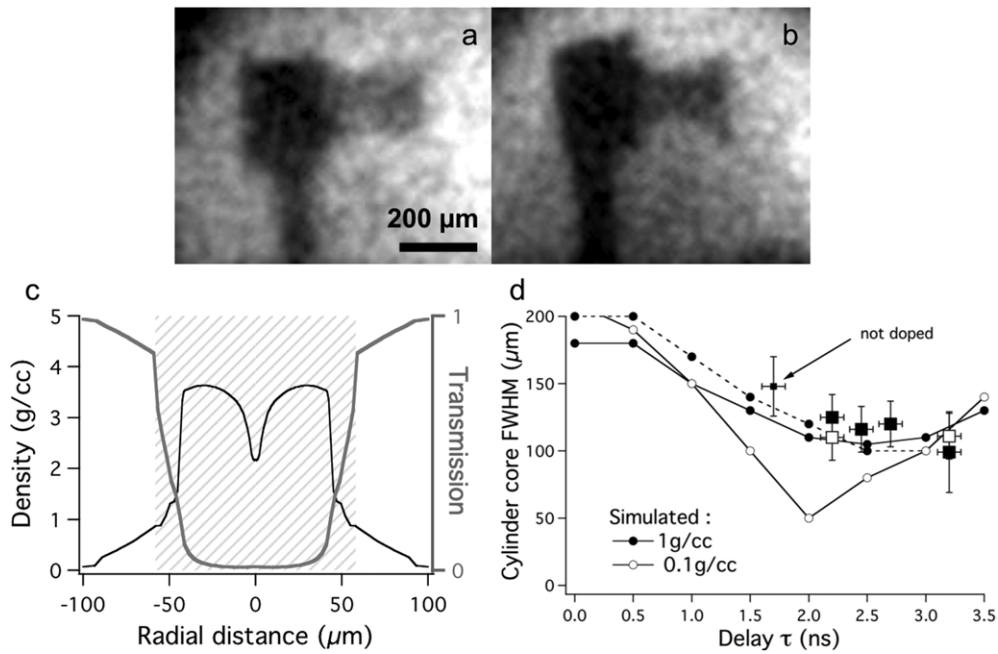 a
b
200 µm
c
d
5
4
3
2
1
0
Density (g/cc)
1
0
Transmission
-100
-50
0
50
100
Radial distance (µm)
200
150
100
50
0
Cylinder core FWHM (µm)
not doped
Simulated :
1g/cc
0.1g/cc
0.0
0.5
1.0
1.5
2.0
2.5
3.0
3.5
Delay τ (ns)